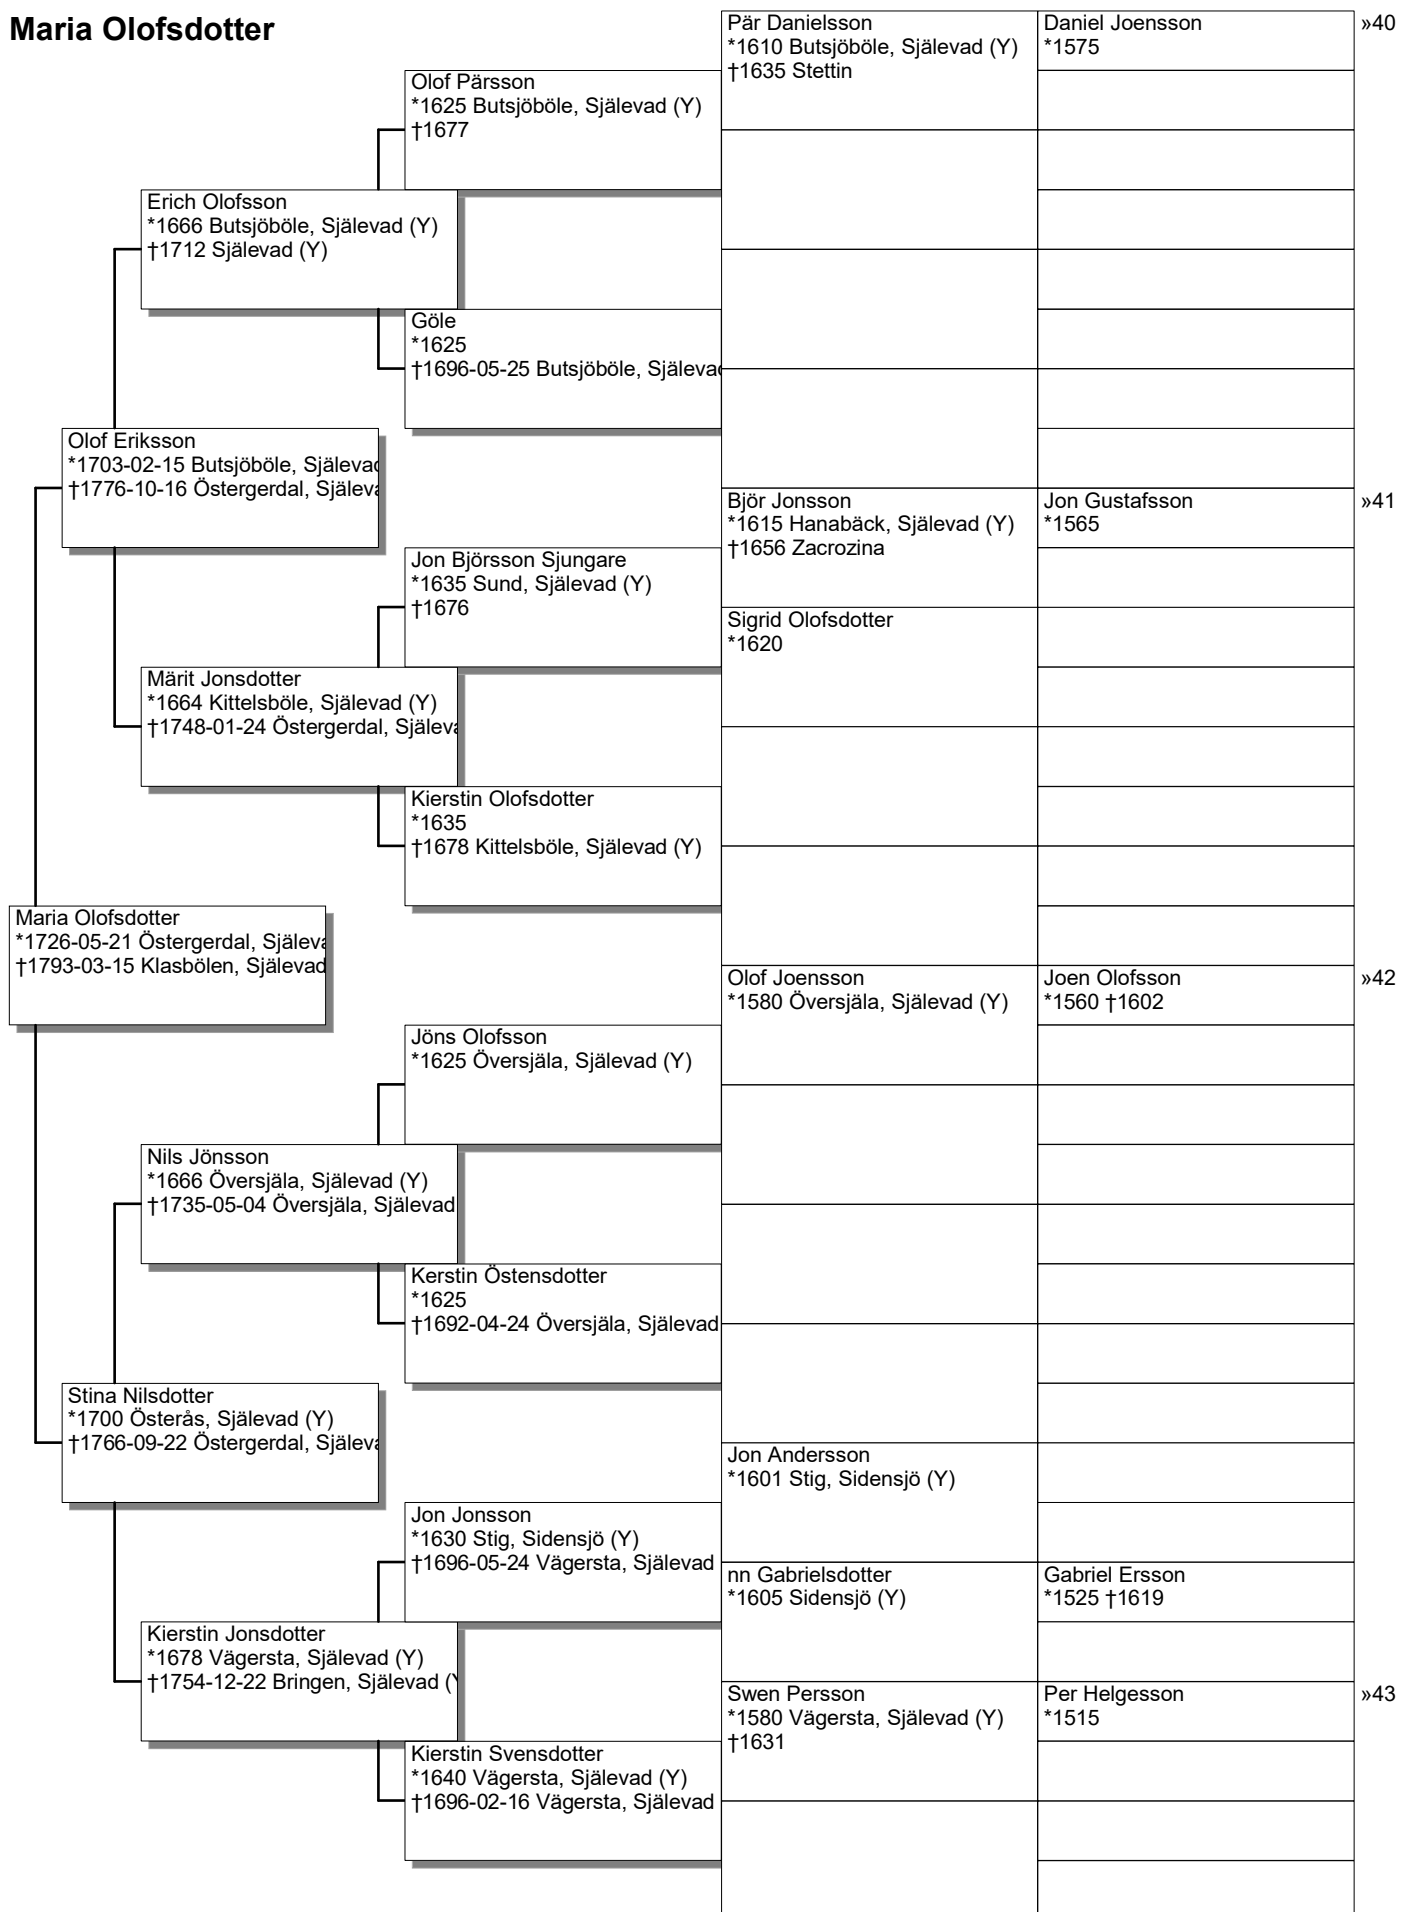 Maria Olofsdotter
Pär Danielsson
*1610 Butsjöböle, Själevad (Y)
†1635 Stettin
Daniel Joensson
*1575
»40
Olof Pärsson
*1625 Butsjöböle, Själevad (Y)
†1677
Erich Olofsson
*1666 Butsjöböle, Själevad (Y)
†1712 Själevad (Y)
Göle
*1625
†1696-05-25 Butsjöböle, Själevad
Olof Eriksson
*1703-02-15 Butsjöböle, Själevad
†1776-10-16 Östergerdal, Själeva
Björ Jonsson
*1615 Hanabäck, Själevad (Y)
†1656 Zacrozina
Jon Gustafsson
*1565
»41
Jon Björsson Sjungare
*1635 Sund, Själevad (Y)
†1676
Sigrid Olofsdotter
*1620
Märit Jonsdotter
*1664 Kittelsböle, Själevad (Y)
†1748-01-24 Östergerdal, Själeva
Kierstin Olofsdotter
*1635
†1678 Kittelsböle, Själevad (Y)
Maria Olofsdotter
*1726-05-21 Östergerdal, Själeva
†1793-03-15 Klasbölen, Själevad
Olof Joensson
*1580 Översjäla, Själevad (Y)
Joen Olofsson
*1560 †1602
»42
Jöns Olofsson
*1625 Översjäla, Själevad (Y)
Nils Jönsson
*1666 Översjäla, Själevad (Y)
†1735-05-04 Översjäla, Själevad
Kerstin Östensdotter
*1625
†1692-04-24 Översjäla, Själevad
Stina Nilsdotter
*1700 Österås, Själevad (Y)
†1766-09-22 Östergerdal, Själeva
Jon Andersson
*1601 Stig, Sidensjö (Y)
Jon Jonsson
*1630 Stig, Sidensjö (Y)
†1696-05-24 Vägersta, Själevad
nn Gabrielsdotter
*1605 Sidensjö (Y)
Gabriel Ersson
*1525 †1619
Kierstin Jonsdotter
*1678 Vägersta, Själevad (Y)
†1754-12-22 Bringen, Själevad (Y
Swen Persson
*1580 Vägersta, Själevad (Y)
†1631
Per Helgesson
*1515
»43
Kierstin Svensdotter
*1640 Vägersta, Själevad (Y)
†1696-02-16 Vägersta, Själevad